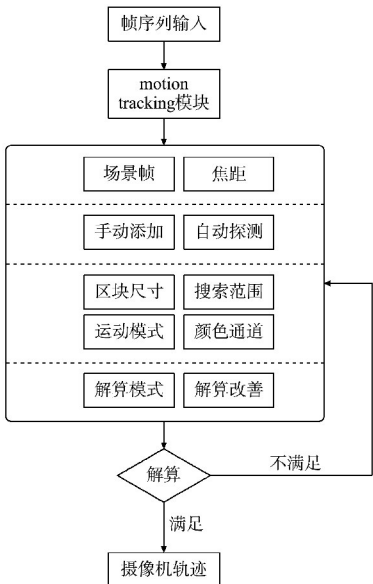 帧序列输入
motion
tracking模块
场景帧
焦距
手动添加
自动探测
区块尺寸
搜索范围
运动模式
颜色通道
解算模式
解算改善
解算
不满足
满足
摄像机轨迹